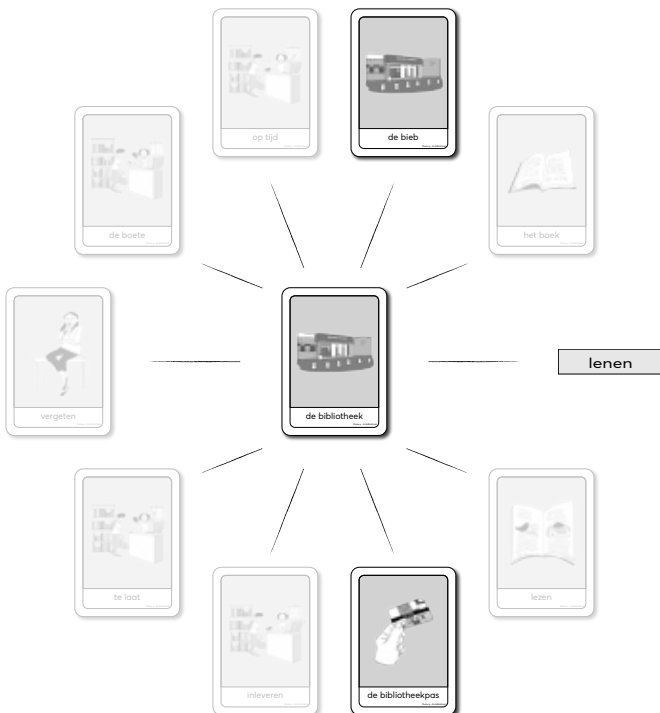 op tijd
de bieb
de boete
het boek
vergeten
de bibliotheek
lenen
te laat
lezen
inleveren
de bibliotheekpas